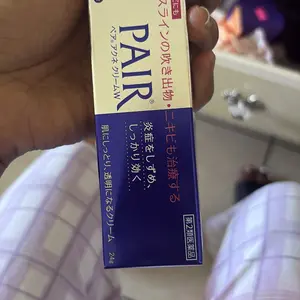 にも
スラインの吹き出物・ニキビも治療する
PAIR®
ペアアクネクリームW
炎症をしずめ、
しっかり効く
肌にしっとり、透明になるクリーム
24g
第2類医薬品